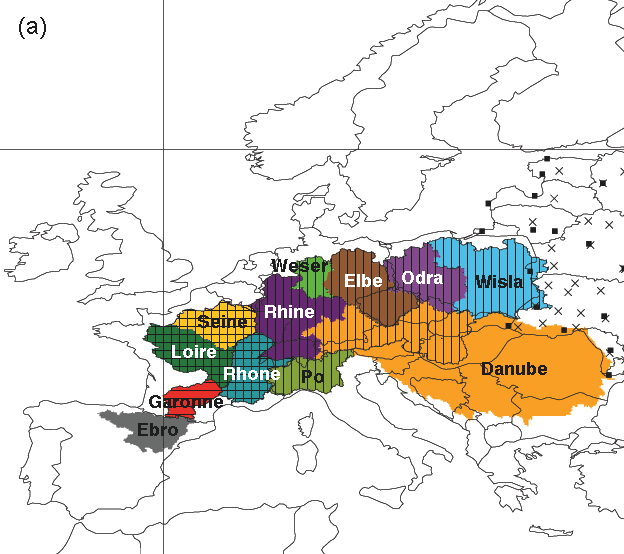 (a)
Weser
Elbe
Odra
Wisla
Rhine
Seine
Loire
Rhone
Po
Danube
Garonne
Ebro